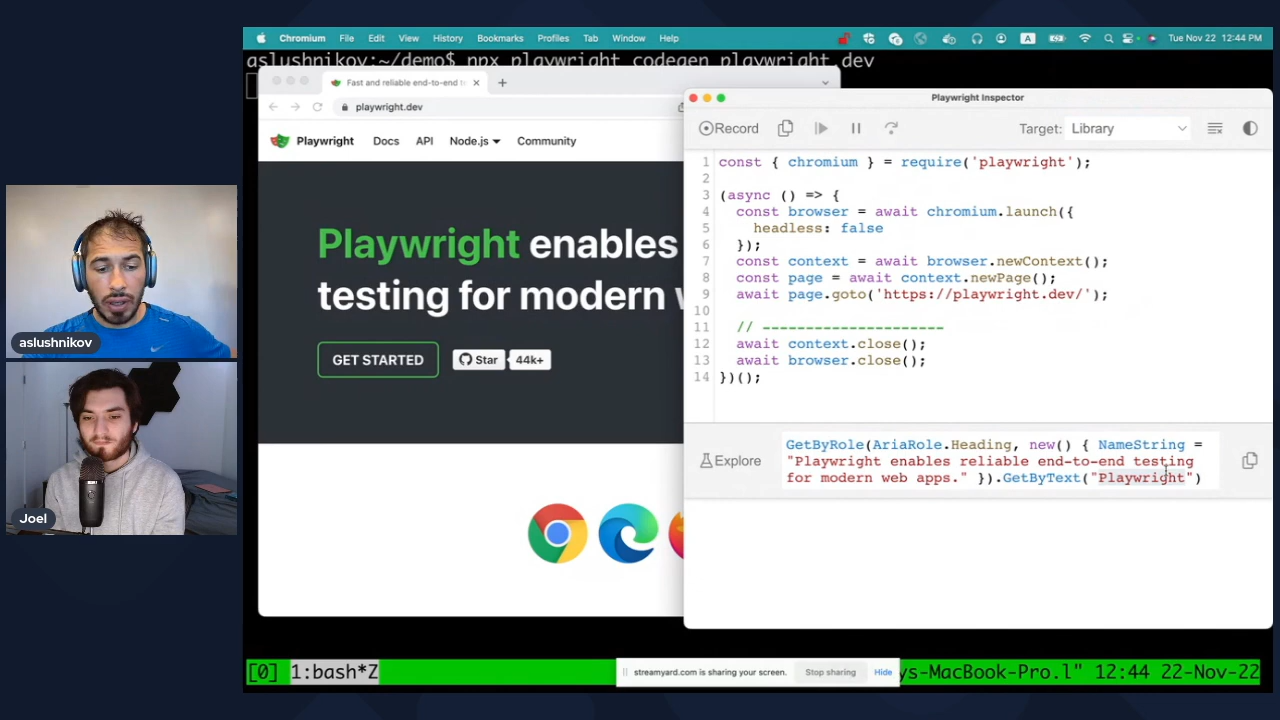 Chromium File Edit View History Bookmarks Profiles Tab Window Help
A
Tue Nov 22 12:44 PM
aslushnikov:~/demo$ npx playwright codegen playwright.dev
Fast and reliable end-to-end t
playwright.dev
Playwright Docs API Node.js Community
Playwright enables
testing for modern w
GET STARTED
Star
44k+
Playwright Inspector
Record
Target: Library
1 const { chromium } = require('playwright');
2
3 (async () => {
4 const browser = await chromium.launch({
5 headless: false
6 });
7 const context = await browser.newContext();
8 const page = await context.newPage();
9 await page.goto('https://playwright.dev/');
10
11 // ---------------------
12 await context.close();
13 await browser.close();
14 })();
Explore
GetByRole(AriaRole.Heading, new() { NameString =
"Playwright enables reliable end-to-end testing
for modern web apps." }).GetByText("Playwright")
aslushnikov
Joel
[0] 1:bash*Z
streamyard.com is sharing your screen.
Stop sharing
Hide
ys-MacBook-Pro.l" 12:44 22-Nov-22